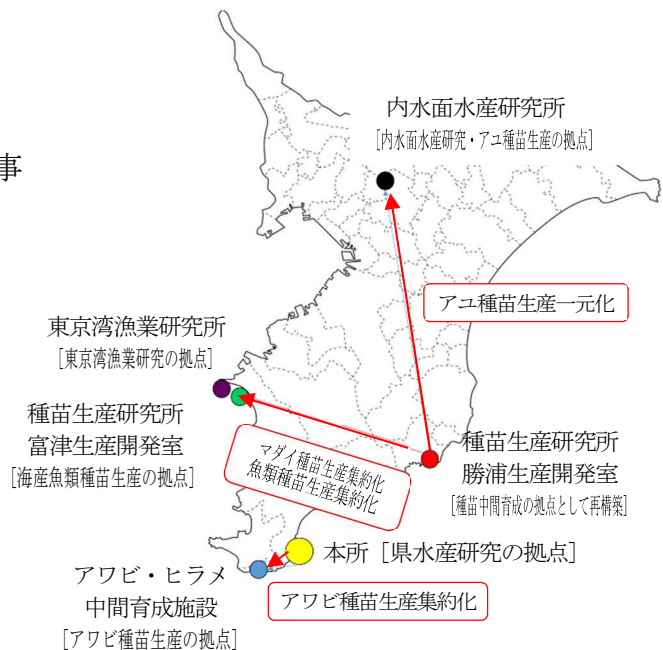 内水面水産研究所
[内水面水産研究・アユ種苗生産の拠点]
事
アユ種苗生産一元化
東京湾漁業研究所
[東京湾漁業研究の拠点]
種苗生産研究所
富津生産開発室
[海産魚類種苗生産の拠点]
マダイ種苗生産集約化
魚類種苗生産集約化
種苗生産研究所
勝浦生産開発室
[種苗中間育成の拠点として再構築]
本所［県水産研究の拠点］
アワビ・ヒラメ
中間育成施設
[アワビ種苗生産の拠点]
アワビ種苗生産集約化